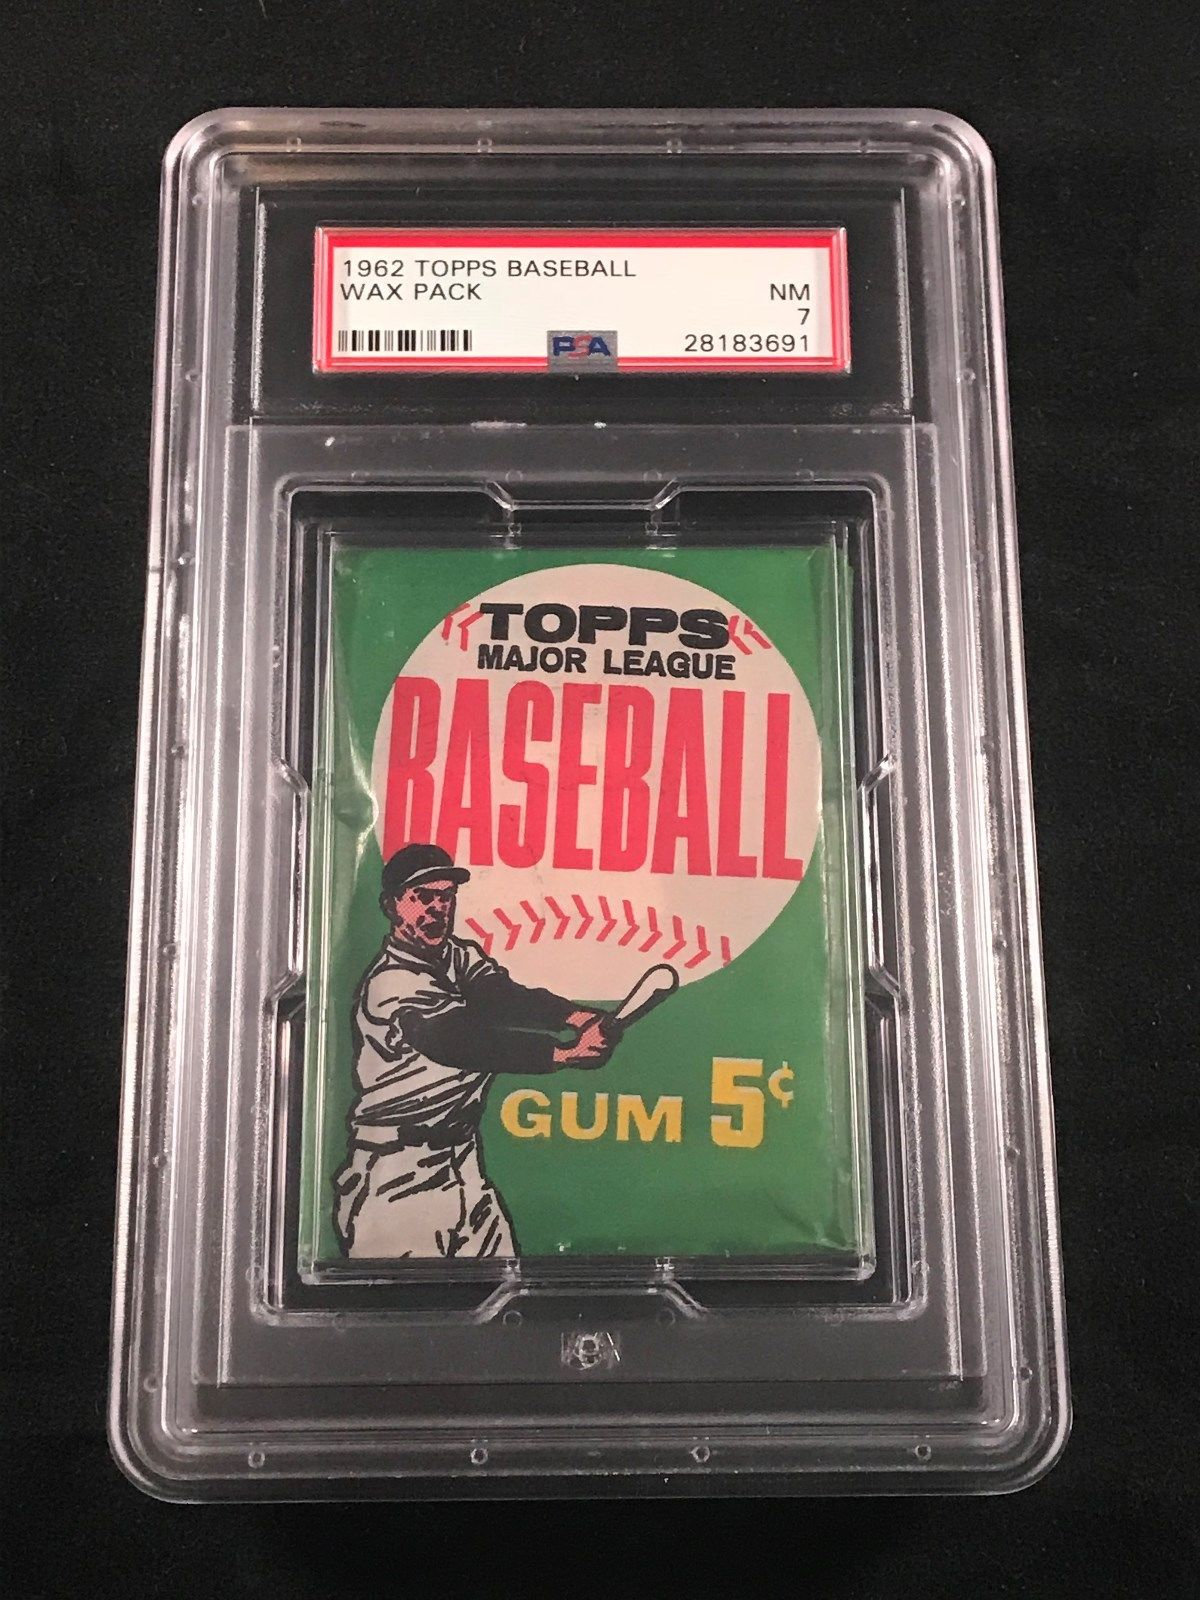 1962 TOPPS BASEBALL
WAX PACK
NM
7
PSA
28183691
TOPPS
MAJOR LEAGUE
BASEBALL
GUM 5¢